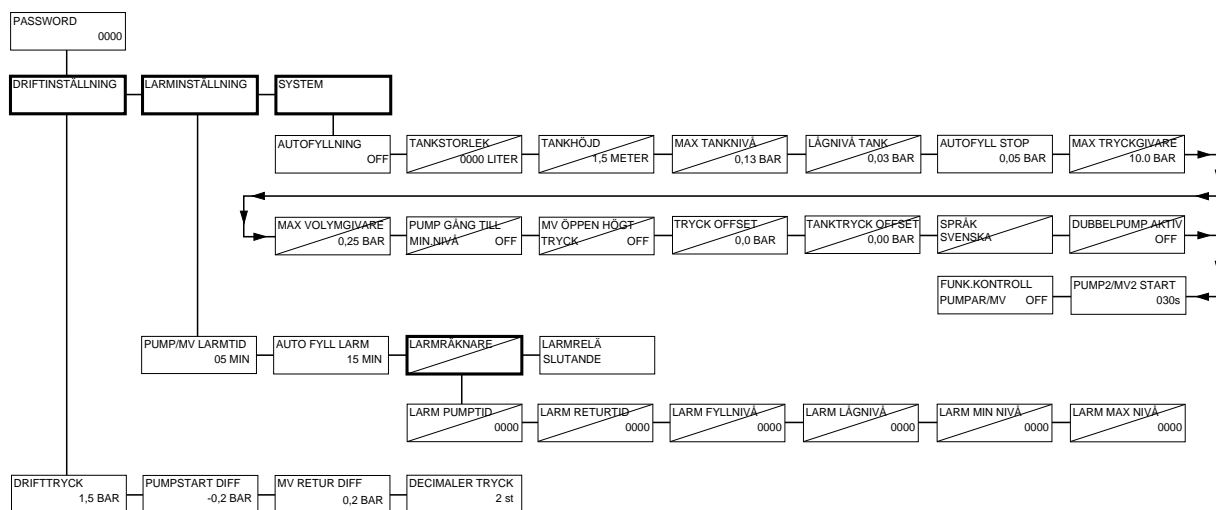 PASSWORD
0000
DRIFTINSTÄLLNING
LARMINSTÄLLNING
SYSTEM
AUTOFYLLNING
OFF
TANKSTORLEK
0000 LITER
TANKHÖJD
1,5 METER
MAX TANKNIVÅ
0,13 BAR
LÅGNIVÅ TANK
0,03 BAR
AUTOFYLL STOP
0,05 BAR
MAX TRYCKGIVARE
10.0 BAR
MAX VOLYMGIVARE
0,25 BAR
PUMP GÅNG TILL
MIN.NIVÅ OFF
MV ÖPPEN HÖGT
TRYCK OFF
TRYCK OFFSET
0,0 BAR
TANKTRYCK OFFSET
0,00 BAR
SPRÅK
SVENSKA
DUBBELPUMP AKTIV
OFF
FUNK.KONTROLL
PUMPAR/MV OFF
PUMP2/MV2 START
030s
PUMP/MV LARMTID
05 MIN
AUTO FYLL LARM
15 MIN
LARMRÄKNARE
LARMRELÄ
SLUTANDE
LARM PUMPTID
0000
LARM RETURTID
0000
LARM FYLLNIVÅ
0000
LARM LÅGNIVÅ
0000
LARM MIN NIVÅ
0000
LARM MAX NIVÅ
0000
DRIFTTRYCK
1,5 BAR
PUMPSTART DIFF
-0,2 BAR
MV RETUR DIFF
0,2 BAR
DECIMALER TRYCK
2 st